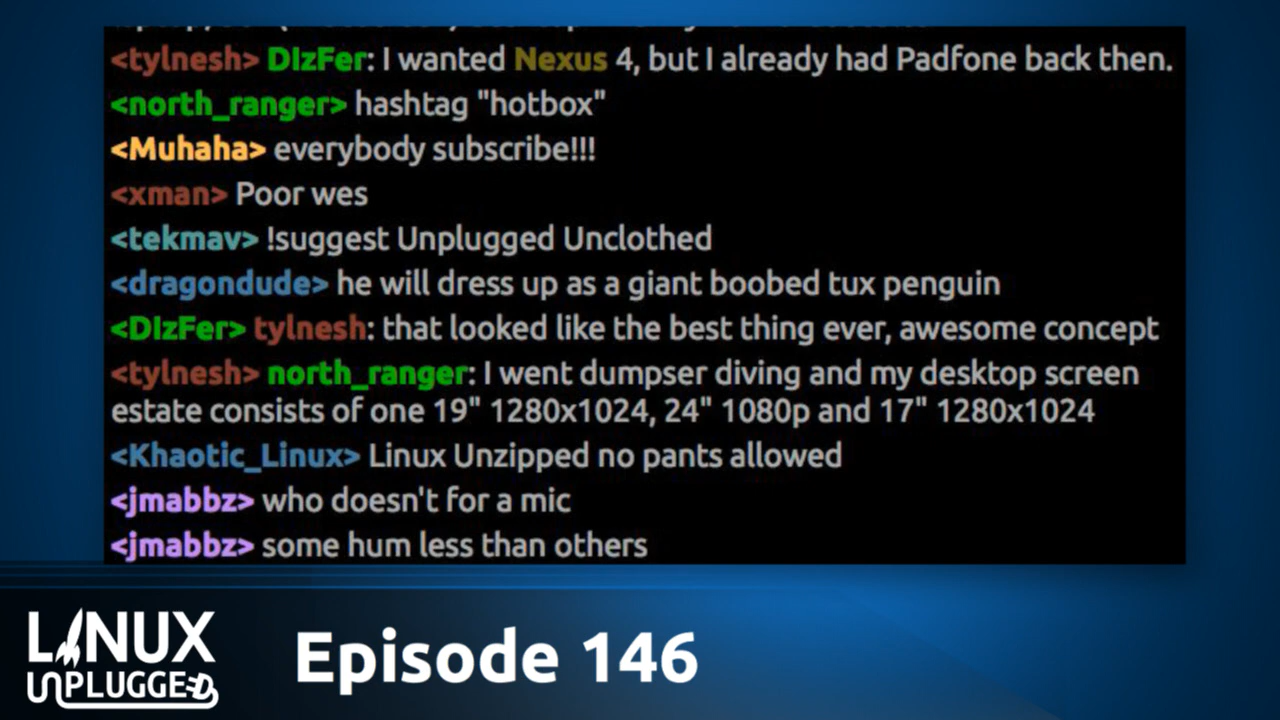 <tylnesh> DIzFer: I wanted Nexus 4, but I already had Padfone back then.
<north_ranger> hashtag "hotbox"
<Muhaha> everybody subscribe!!!
<xman> Poor wes
<tekmav> !suggest Unplugged Unclothed
<dragondude> he will dress up as a giant boobed tux penguin
<DIzFer> tylnesh: that looked like the best thing ever, awesome concept
<tylnesh> north_ranger: I went dumpser diving and my desktop screen
estate consists of one 19" 1280x1024, 24" 1080p and 17" 1280x1024
<Khaotic_Linux> Linux Unzipped no pants allowed
<jmabbz> who doesn't for a mic
<jmabbz> some hum less than others
LINUX
UNPLUGGED
Episode 146